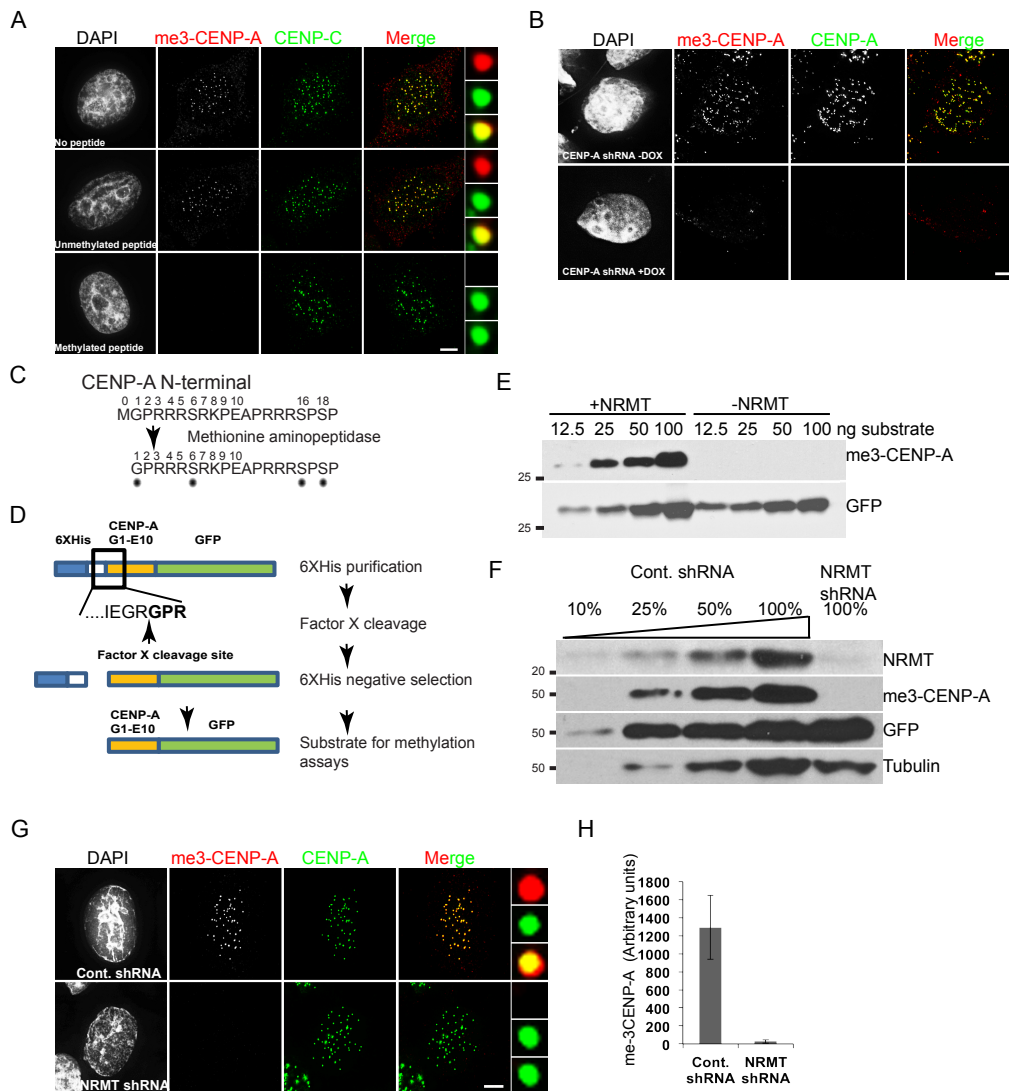 A
DAPI me3-CENP-A CENP-C Merge
No peptide
Unmethylated peptide
Methylated peptide
B
DAPI me3-CENP-A CENP-A Merge
CENP-A shRNA -DOX
CENP-A shRNA +DOX
C
CENP-A N-terminal
0 1 2 3 4 5 6 7 8 9 10 16 18
MGPRRRSRKPEAPRRRSPSP
Methionine aminopeptidase
1 2 3 4 5 6 7 8 9 10
GPRRRSRKPEAPRRRSPSP
D
6XHis CENP-A G1-E10 GFP
....IEGRGPR
Factor X cleavage site
CENP-A G1-E10 GFP
6XHis purification
Factor X cleavage
6XHis negative selection
Substrate for methylation assays
E
+NRMT -NRMT
12.5 25 50 100 12.5 25 50 100 ng substrate
me3-CENP-A
25
GFP
25
F
Cont. shRNA NRMT shRNA
10% 25% 50% 100% 100%
NRMT
20
me3-CENP-A
50
GFP
50
Tubulin
50
G
DAPI me3-CENP-A CENP-A Merge
Cont. shRNA
NRMT shRNA
H
me-3CENP-A (Arbitrary units)
1800
1600
1400
1200
1000
800
600
400
200
0
Cont. shRNA
NRMT shRNA